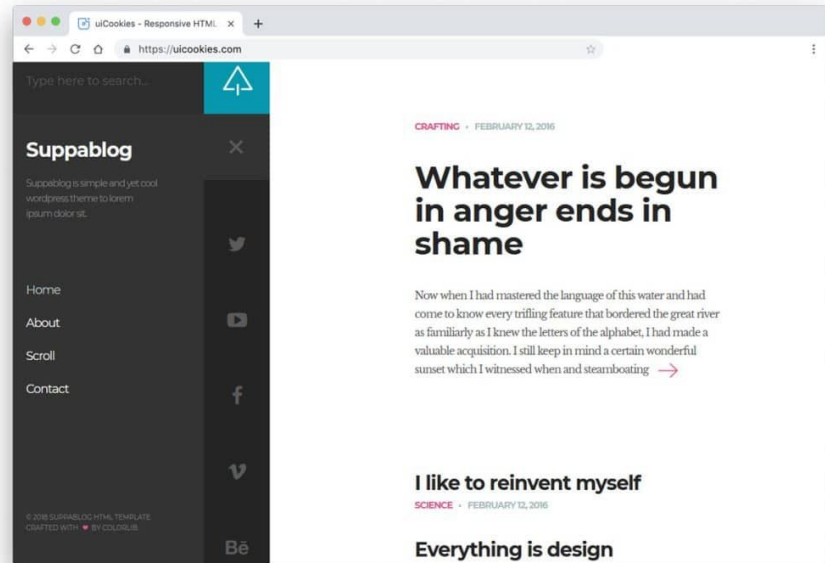 uiCookies - Responsive HTML
https://uicookies.com
Type here to search...
Suppablog
Suppablog is simple and yet cool
wordpress theme to lorem
ipsum dolor sit.
Home
About
Scroll
Contact
© 2018 SUPPABLOG HTML TEMPLATE.
CRAFTED WITH ❤ BY COLORLIB
Bē
CRAFTING • FEBRUARY 12, 2016
Whatever is begun
in anger ends in
shame
Now when I had mastered the language of this water and had
come to know every trifling feature that bordered the great river
as familiarly as I knew the letters of the alphabet, I had made a
valuable acquisition. I still keep in mind a certain wonderful
sunset which I witnessed when and steamboating →
I like to reinvent myself
SCIENCE • FEBRUARY 12, 2016
Everything is design